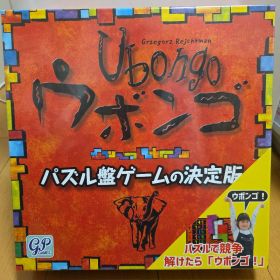 Grzegorz Rejchtman
Ubongo
ウボンゴ
パズル盤ゲームの決定版
ウボンゴ！
GP
パズルで競争
解けたら「ウボンゴ！」